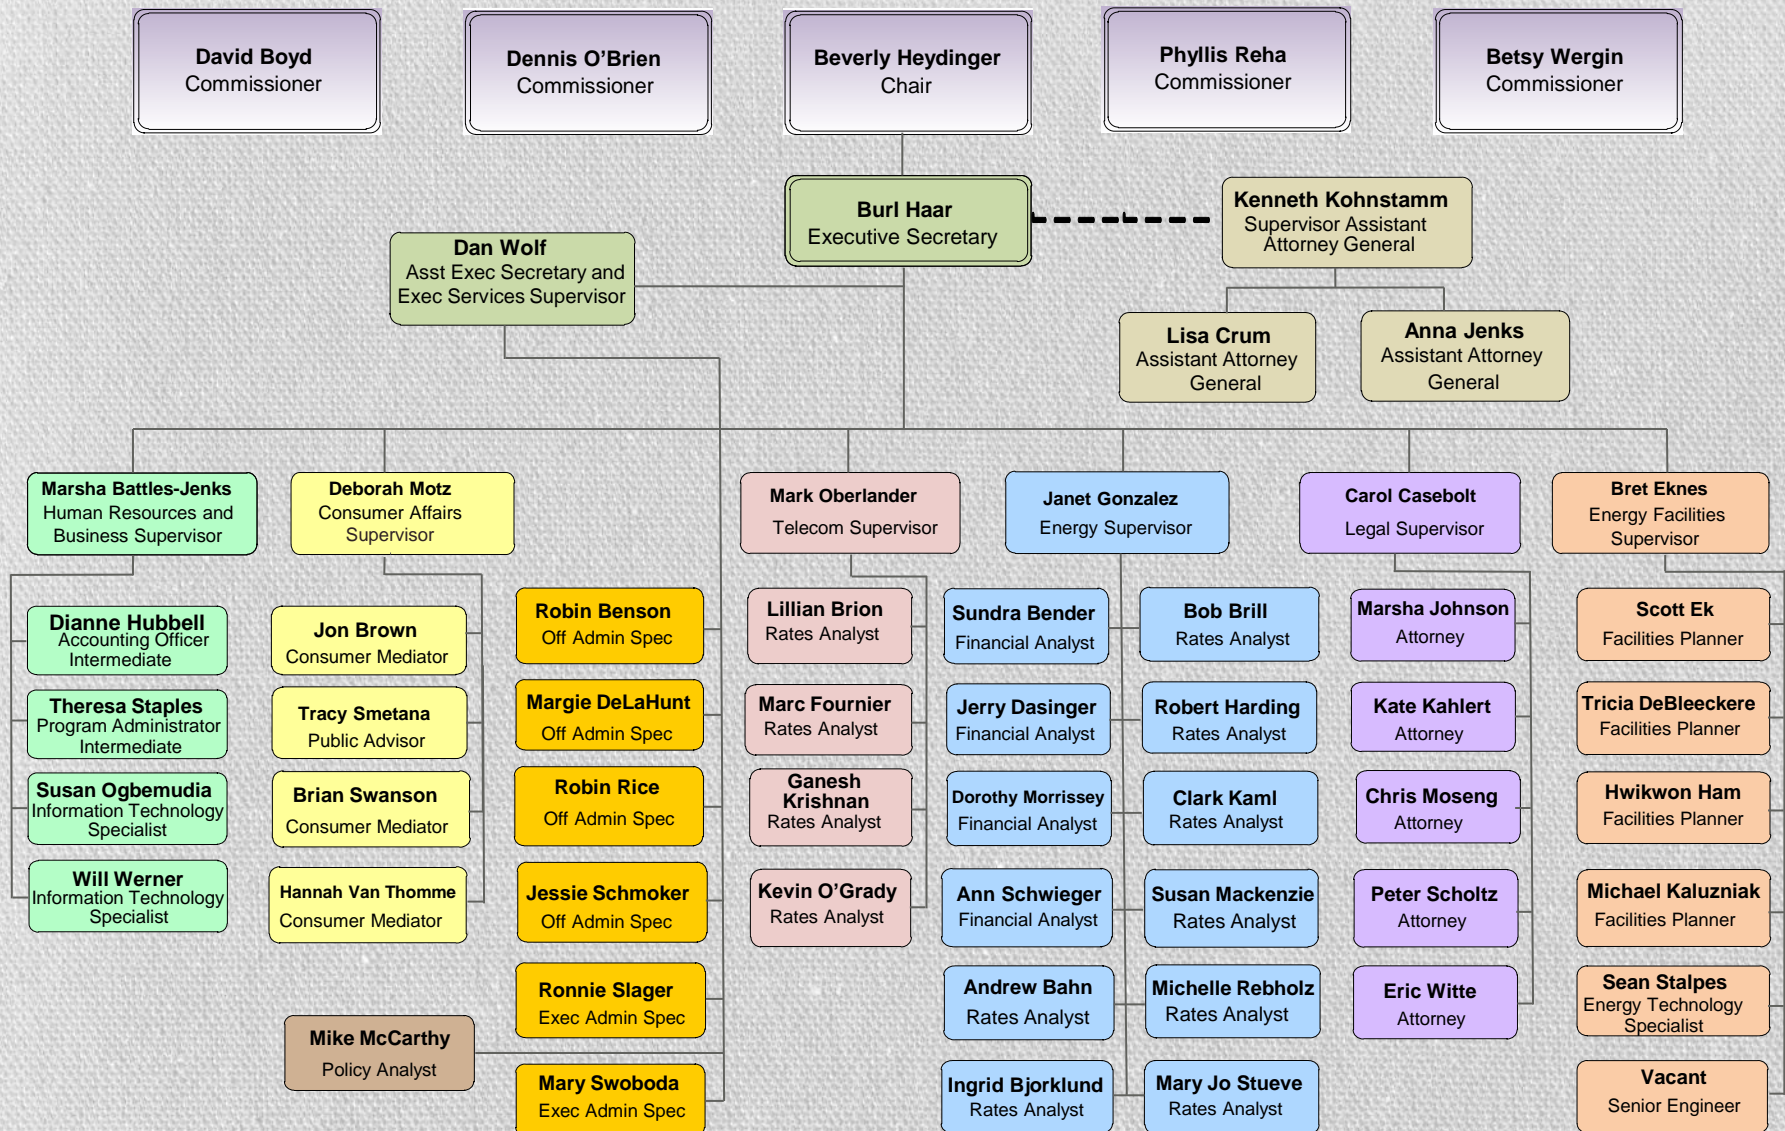 David Boyd
Commissioner
Dennis O'Brien
Commissioner
Beverly Heydinger
Chair
Phyllis Reha
Commissioner
Betsy Wergin
Commissioner
Burl Haar
Executive Secretary
Kenneth Kohnstamm
Supervisor Assistant
Attorney General
Dan Wolf
Asst Exec Secretary and
Exec Services Supervisor
Lisa Crum
Assistant Attorney
General
Anna Jenks
Assistant Attorney
General
Marsha Battles-Jenks
Human Resources and
Business Supervisor
Deborah Motz
Consumer Affairs
Supervisor
Mark Oberlander
Telecom Supervisor
Janet Gonzalez
Energy Supervisor
Carol Casebolt
Legal Supervisor
Bret Eknes
Energy Facilities
Supervisor
Dianne Hubbell
Accounting Officer
Intermediate
Theresa Staples
Program Administrator
Intermediate
Susan Ogbemudia
Information Technology
Specialist
Will Werner
Information Technology
Specialist
Jon Brown
Consumer Mediator
Tracy Smetana
Public Advisor
Brian Swanson
Consumer Mediator
Hannah Van Thomme
Consumer Mediator
Robin Benson
Off Admin Spec
Margie DeLaHunt
Off Admin Spec
Robin Rice
Off Admin Spec
Jessie Schmoker
Off Admin Spec
Ronnie Slager
Exec Admin Spec
Mike McCarthy
Policy Analyst
Mary Swoboda
Exec Admin Spec
Lillian Brion
Rates Analyst
Marc Fournier
Rates Analyst
Ganesh
Krishnan
Rates Analyst
Kevin O'Grady
Rates Analyst
Sundra Bender
Financial Analyst
Jerry Dasinger
Financial Analyst
Dorothy Morrissey
Financial Analyst
Ann Schwieger
Financial Analyst
Andrew Bahn
Rates Analyst
Ingrid Bjorklund
Rates Analyst
Bob Brill
Rates Analyst
Robert Harding
Rates Analyst
Clark Kaml
Rates Analyst
Susan Mackenzie
Rates Analyst
Michelle Rebholz
Rates Analyst
Mary Jo Stueve
Rates Analyst
Marsha Johnson
Attorney
Kate Kahlert
Attorney
Chris Moseng
Attorney
Peter Scholtz
Attorney
Eric Witte
Attorney
Scott Ek
Facilities Planner
Tricia DeBleeckere
Facilities Planner
Hwikwon Ham
Facilities Planner
Michael Kaluzniak
Facilities Planner
Sean Stalpes
Energy Technology
Specialist
Vacant
Senior Engineer